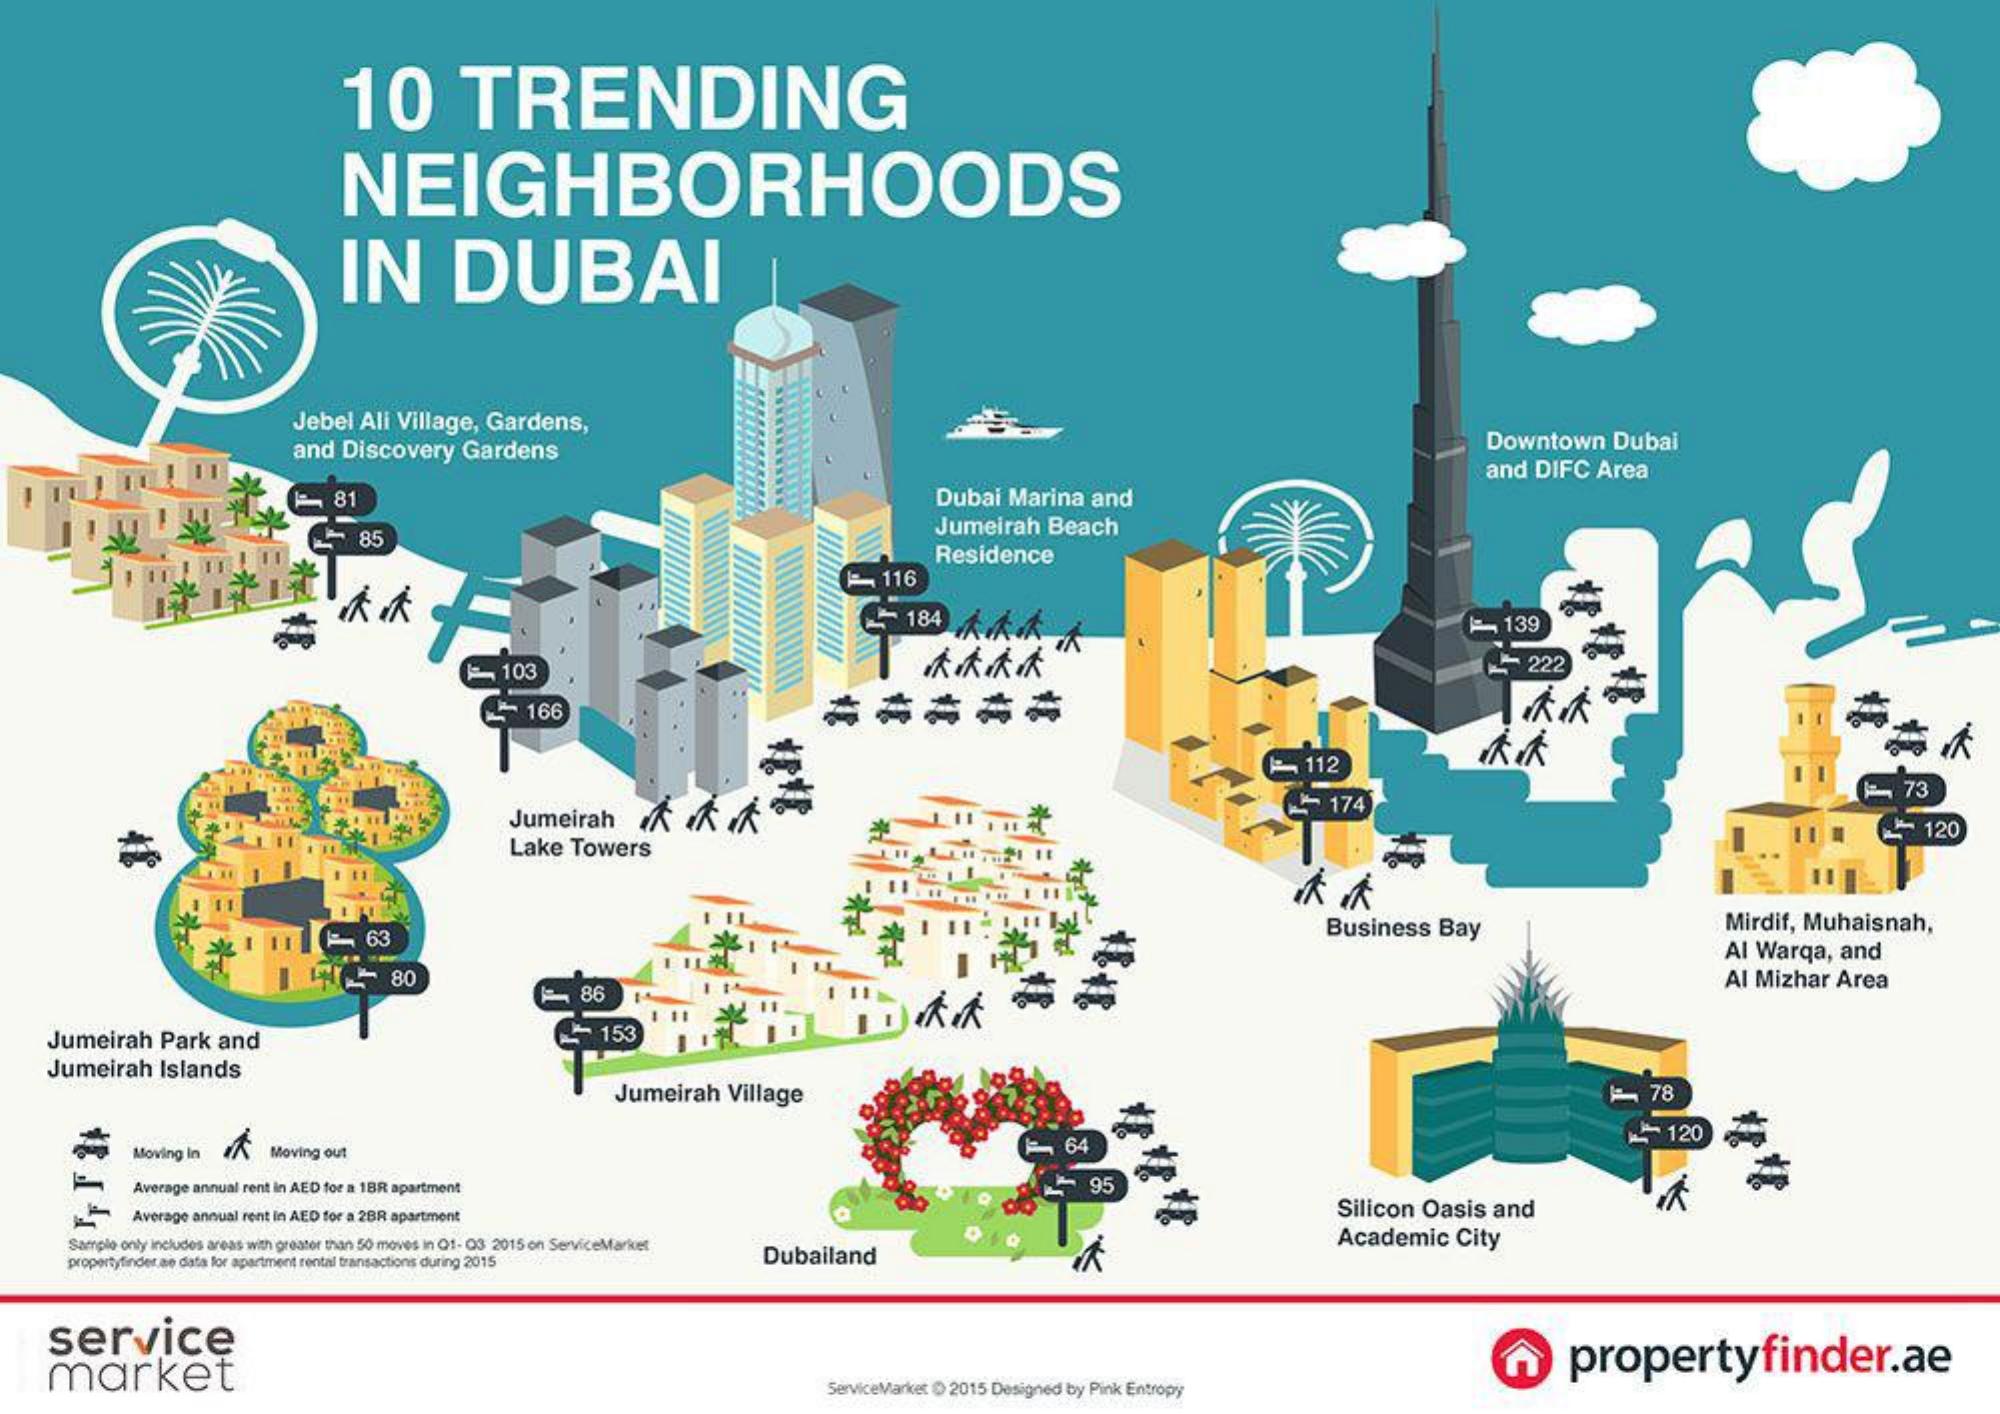 10 TRENDING
NEIGHBORHOODS
IN DUBAI
Jebel Ali Village, Gardens,
and Discovery Gardens
81
85
Dubai Marina and
Jumeirah Beach
Residence
116
184
Downtown Dubai
and DIFC Area
139
222
103
166
Jumeirah
Lake Towers
112
174
Business Bay
73
120
Mirdif, Muhaisnah,
Al Warqa, and
Al Mizhar Area
63
80
Jumeirah Park and
Jumeirah Islands
86
153
Jumeirah Village
64
95
Dubailand
78
120
Silicon Oasis and
Academic City
Moving in
Moving out
Average annual rent in AED for a 1BR apartment
Average annual rent in AED for a 2BR apartment
Sample only includes areas with greater than 50 moves in Q1- Q3 2015 on ServiceMarket
propertyfinder.ae data for apartment rental transactions during 2015
service
market
ServiceMarket © 2015 Designed by Pink Entropy
propertyfinder.ae